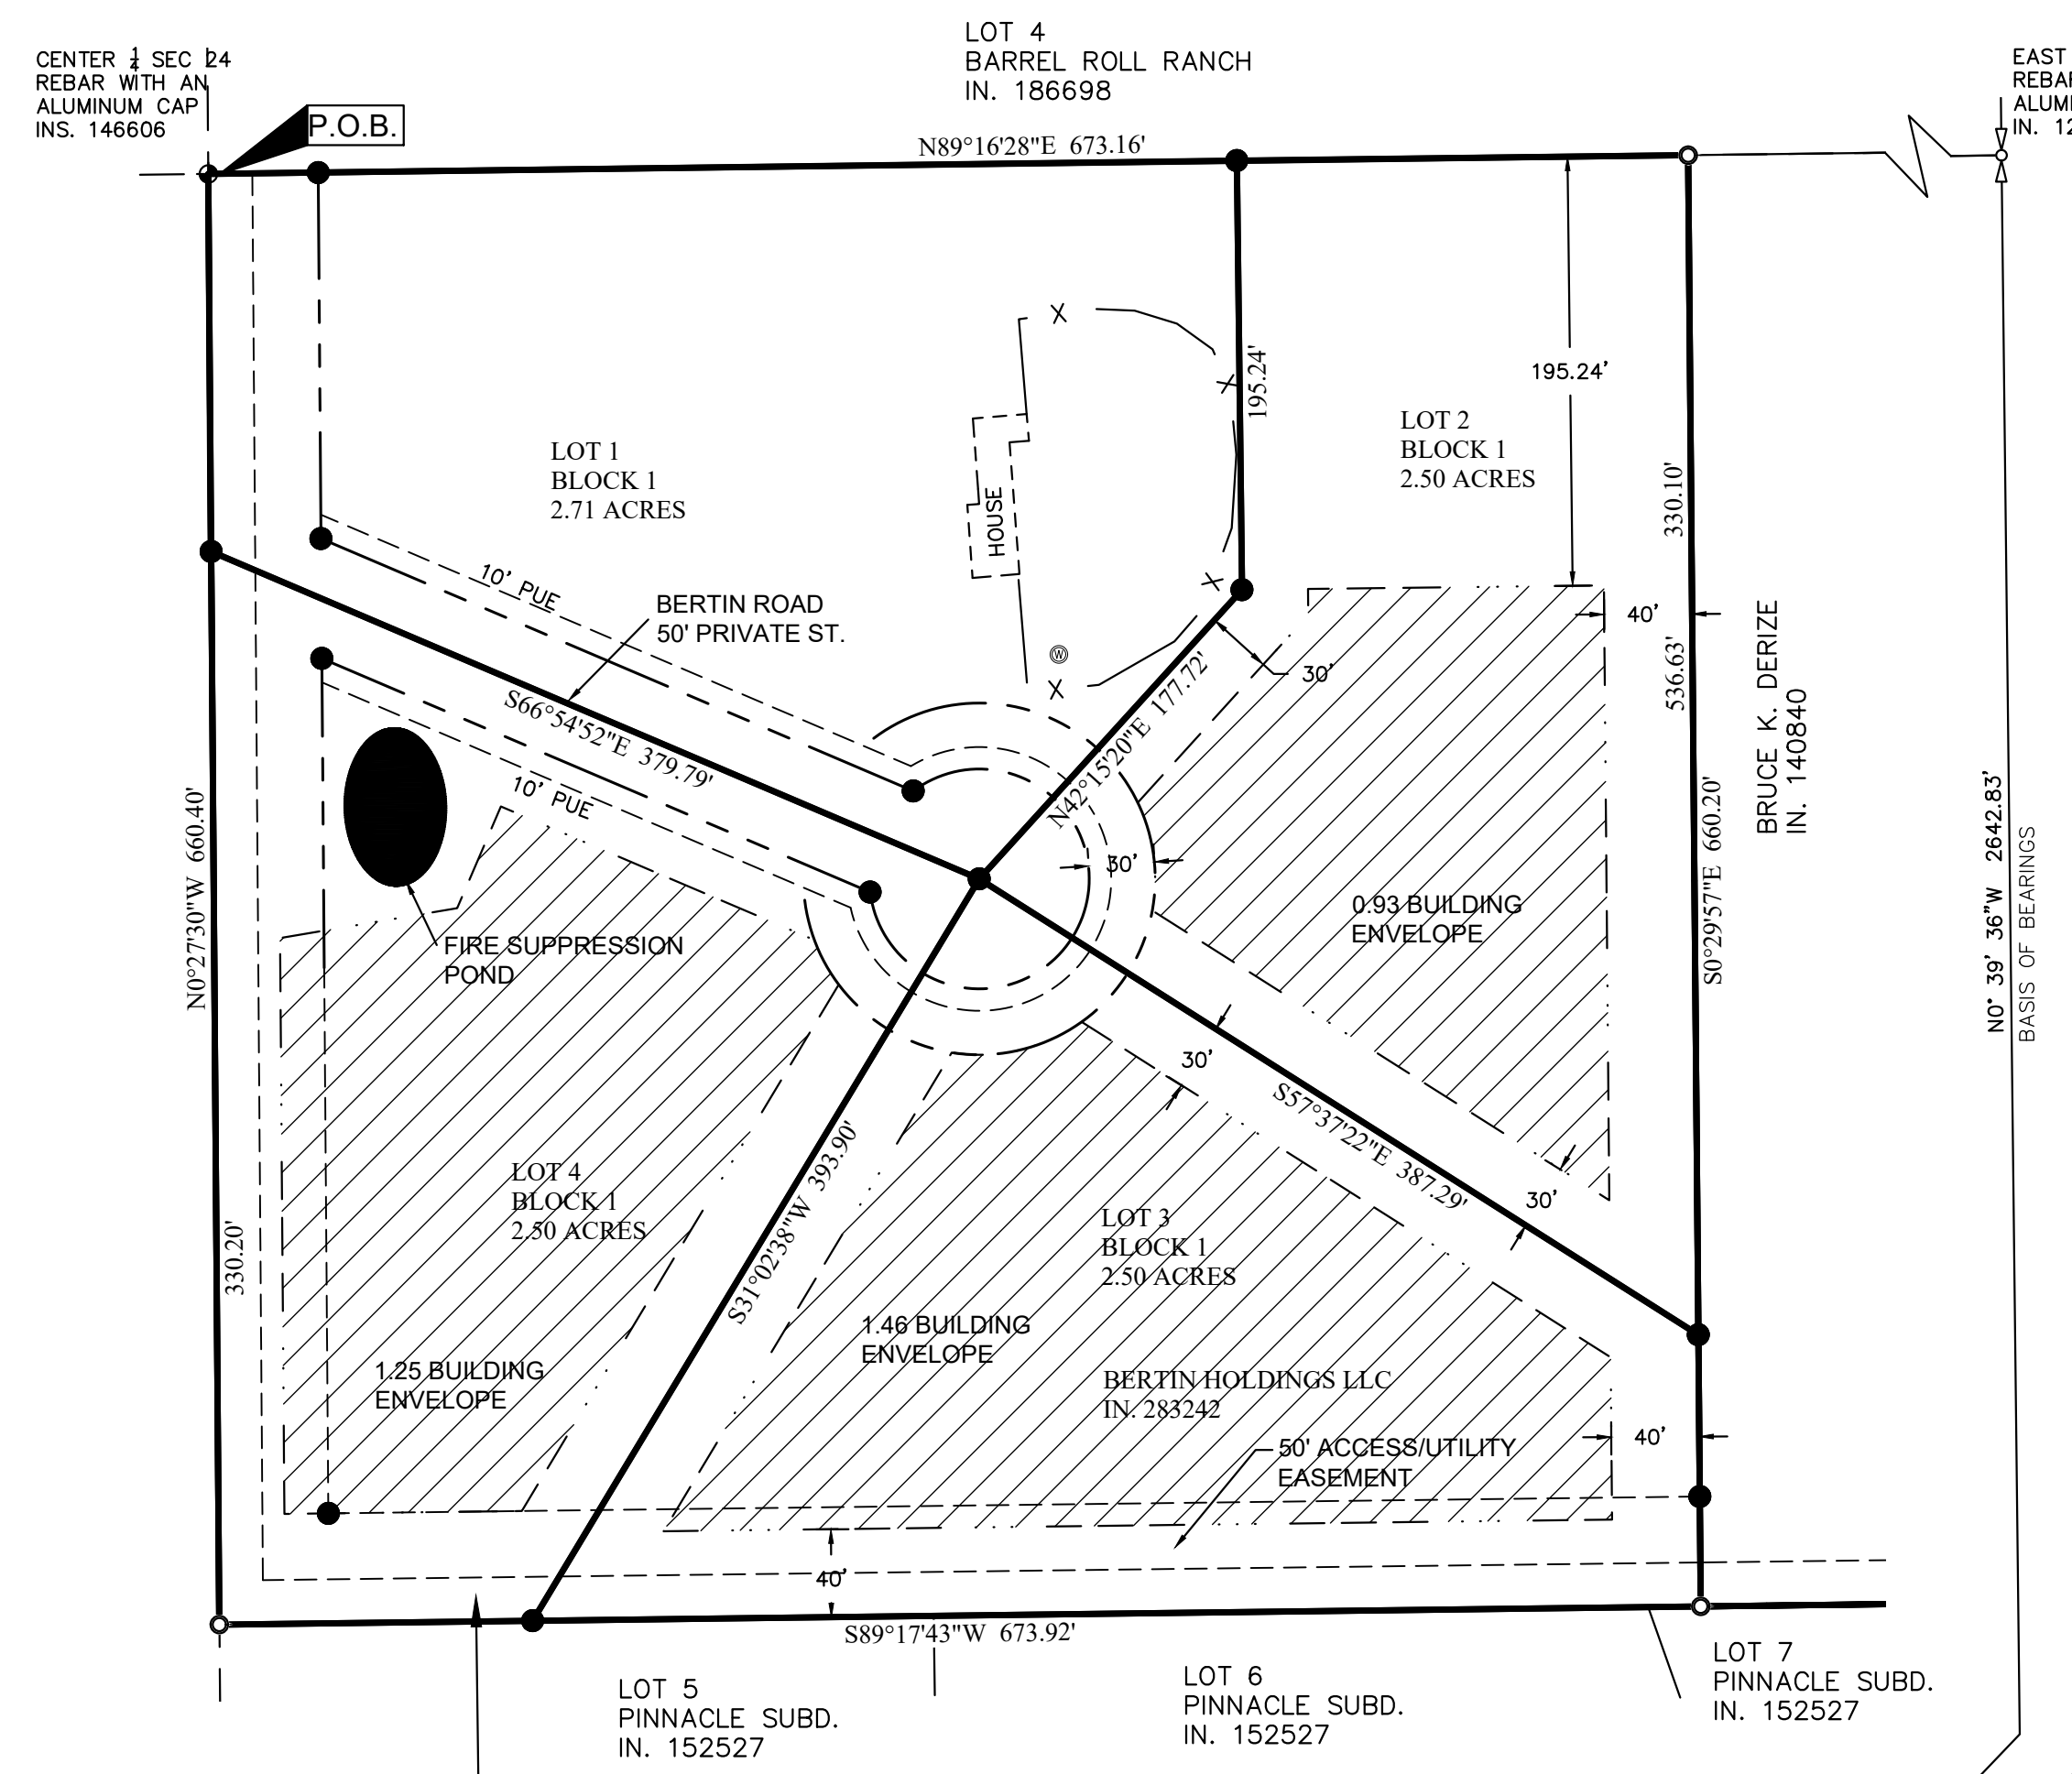 LOT 4
BARREL ROLL RANCH
IN. 186698
CENTER 1/4 SEC 24
REBAR WITH AN
ALUMINUM CAP
INS. 146606
P.O.B.
N89°16'28"E 673.16'
EAST
IN.
195.24'
195.24'
LOT 1
BLOCK 1
2.71 ACRES
LOT 2
BLOCK 1
2.50 ACRES
330.10'
HOUSE
10' PUE
BERTIN ROAD
50' PRIVATE ST.
W
X
X
X
X
40'
536.63'
BRUCE K. DERIZE
IN. 140840
30'
S66°54'52"E 379.79'
N42°15'20"E 177.72'
10' PUE
N0°27'30"W 660.40'
S0°29'57"E 660.20'
N0° 39' 36"W 2642.83'
BASIS OF BEARINGS
30'
0.93 BUILDING
ENVELOPE
FIRE SUPPRESSION
POND
30'
S57°37'22"E 387.29'
30'
LOT 4
BLOCK 1
2.50 ACRES
S31°02'38"W 393.90'
330.20'
LOT 3
BLOCK 1
2.50 ACRES
1.46 BUILDING
ENVELOPE
1.25 BUILDING
ENVELOPE
BERTIN HOLDINGS LLC
IN. 283242
50' ACCESS/UTILITY
EASEMENT
40'
40'
S89°17'43"W 673.92'
LOT 5
PINNACLE SUBD.
IN. 152527
LOT 6
PINNACLE SUBD.
IN. 152527
LOT 7
PINNACLE SUBD.
IN. 152527